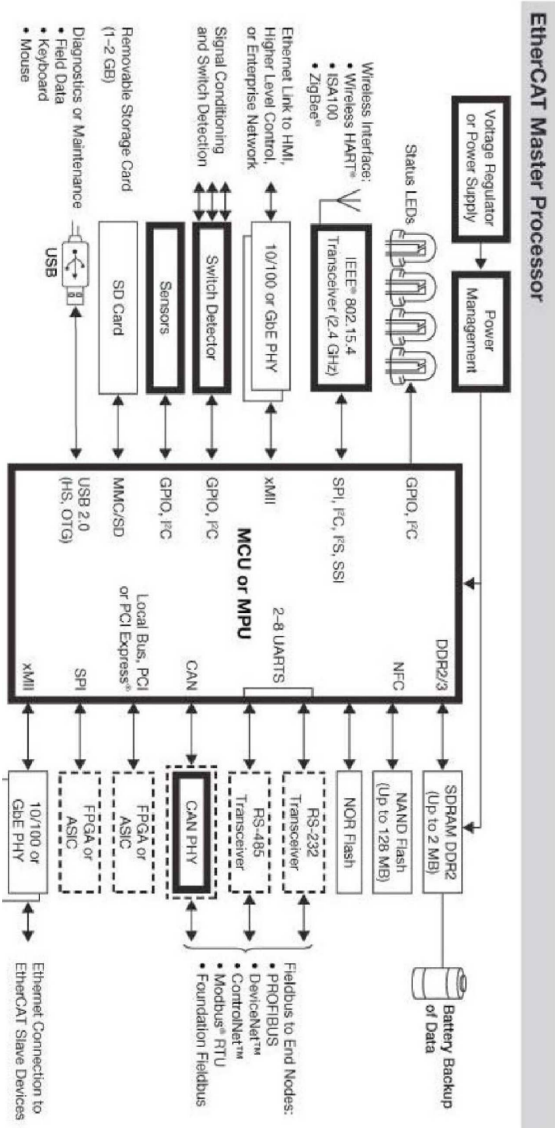 EtherCAT Master Processor
Voltage Regulator
or Power Supply
Power
Management
Status LEDs
Wireless Interface:
• Wireless HART®
• ISA100
• ZigBee®
IEEE® 802.15.4
Transceiver (2.4 GHz)
Ethernet Link to HMI,
Higher Level Control,
or Enterprise Network
10/100 or GbE PHY
Signal Conditioning
and Switch Detection
Switch Detector
Sensors
Removable Storage Card
(1–2 GB)
SD Card
Diagnostics or Maintenance
• Field Data
• Keyboard
• Mouse
USB
GPIO, I²C
SPI, I²C, I²S, SSI
xMII
GPIO, I²C
GPIO, I²C
MMC/SD
USB 2.0
(HS, OTG)
MCU or MPU
DDR2/3
NFC
2–8 UARTS
CAN
Local Bus, PCI
or PCI Express®
SPI
xMII
SDRAM DDR2
(Up to 2 MB)
Battery Backup
of Data
NAND Flash
(Up to 128 MB)
NOR Flash
RS-232
Transceiver
RS-485
Transceiver
CAN PHY
FPGA or
ASIC
FPGA or
ASIC
10/100 or
GbE PHY
Fieldbus to End Nodes:
• PROFIBUS
• DeviceNet™
• ControlNet™
• Modbus® RTU
• Foundation Fieldbus
Ethernet Connection to
EtherCAT Slave Devices